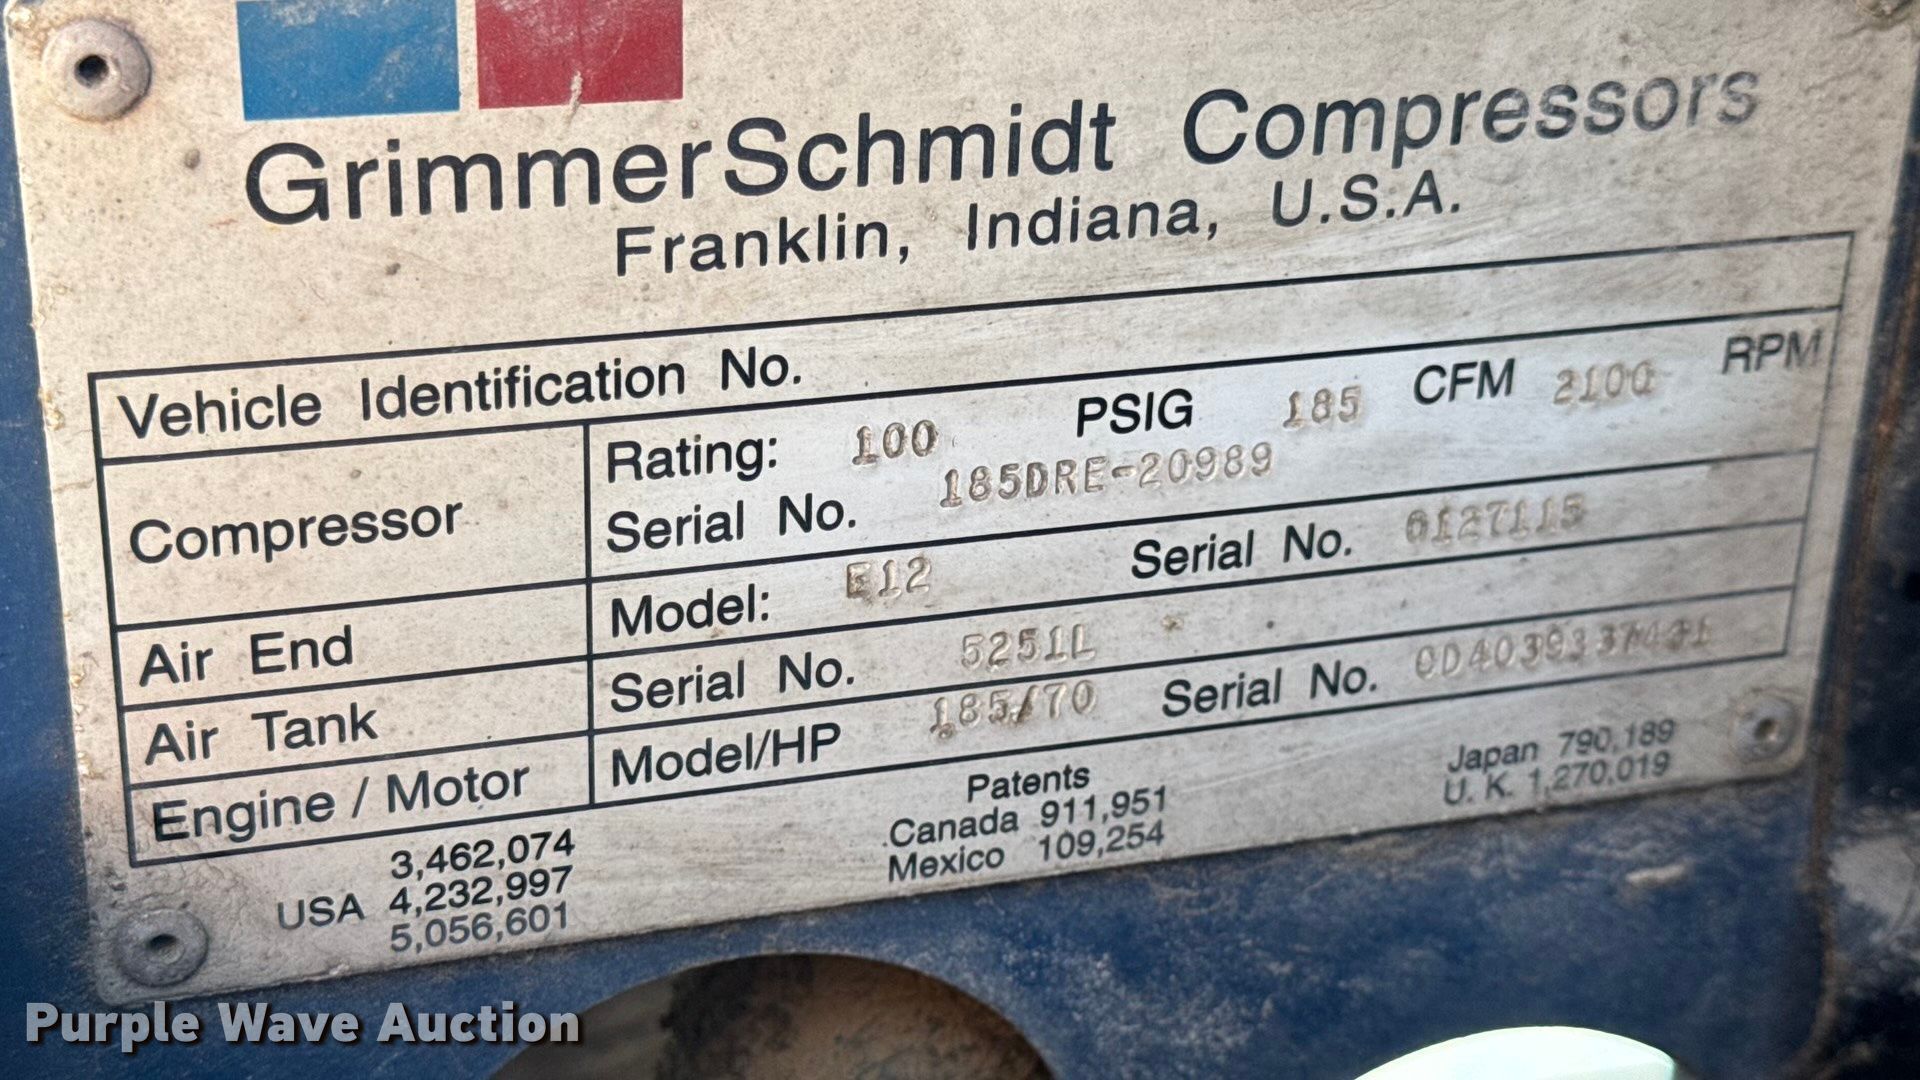 GrimmerSchmidt Compressors
Franklin, Indiana, U.S.A.
Vehicle Identification No.
Compressor
Rating: 100 PSIG 185 CFM 2100 RPM
Serial No. 185DRE-20989
Air End
Model: E12 Serial No. 0127115
Air Tank
Serial No. 5251L
Engine / Motor
Model/HP 185/70 Serial No.
USA
3,462,074
4,232,997
5,056,601
Patents
Canada 911,951
Mexico 109,254
Japan 790,189
U. K. 1,270,019
Purple Wave Auction